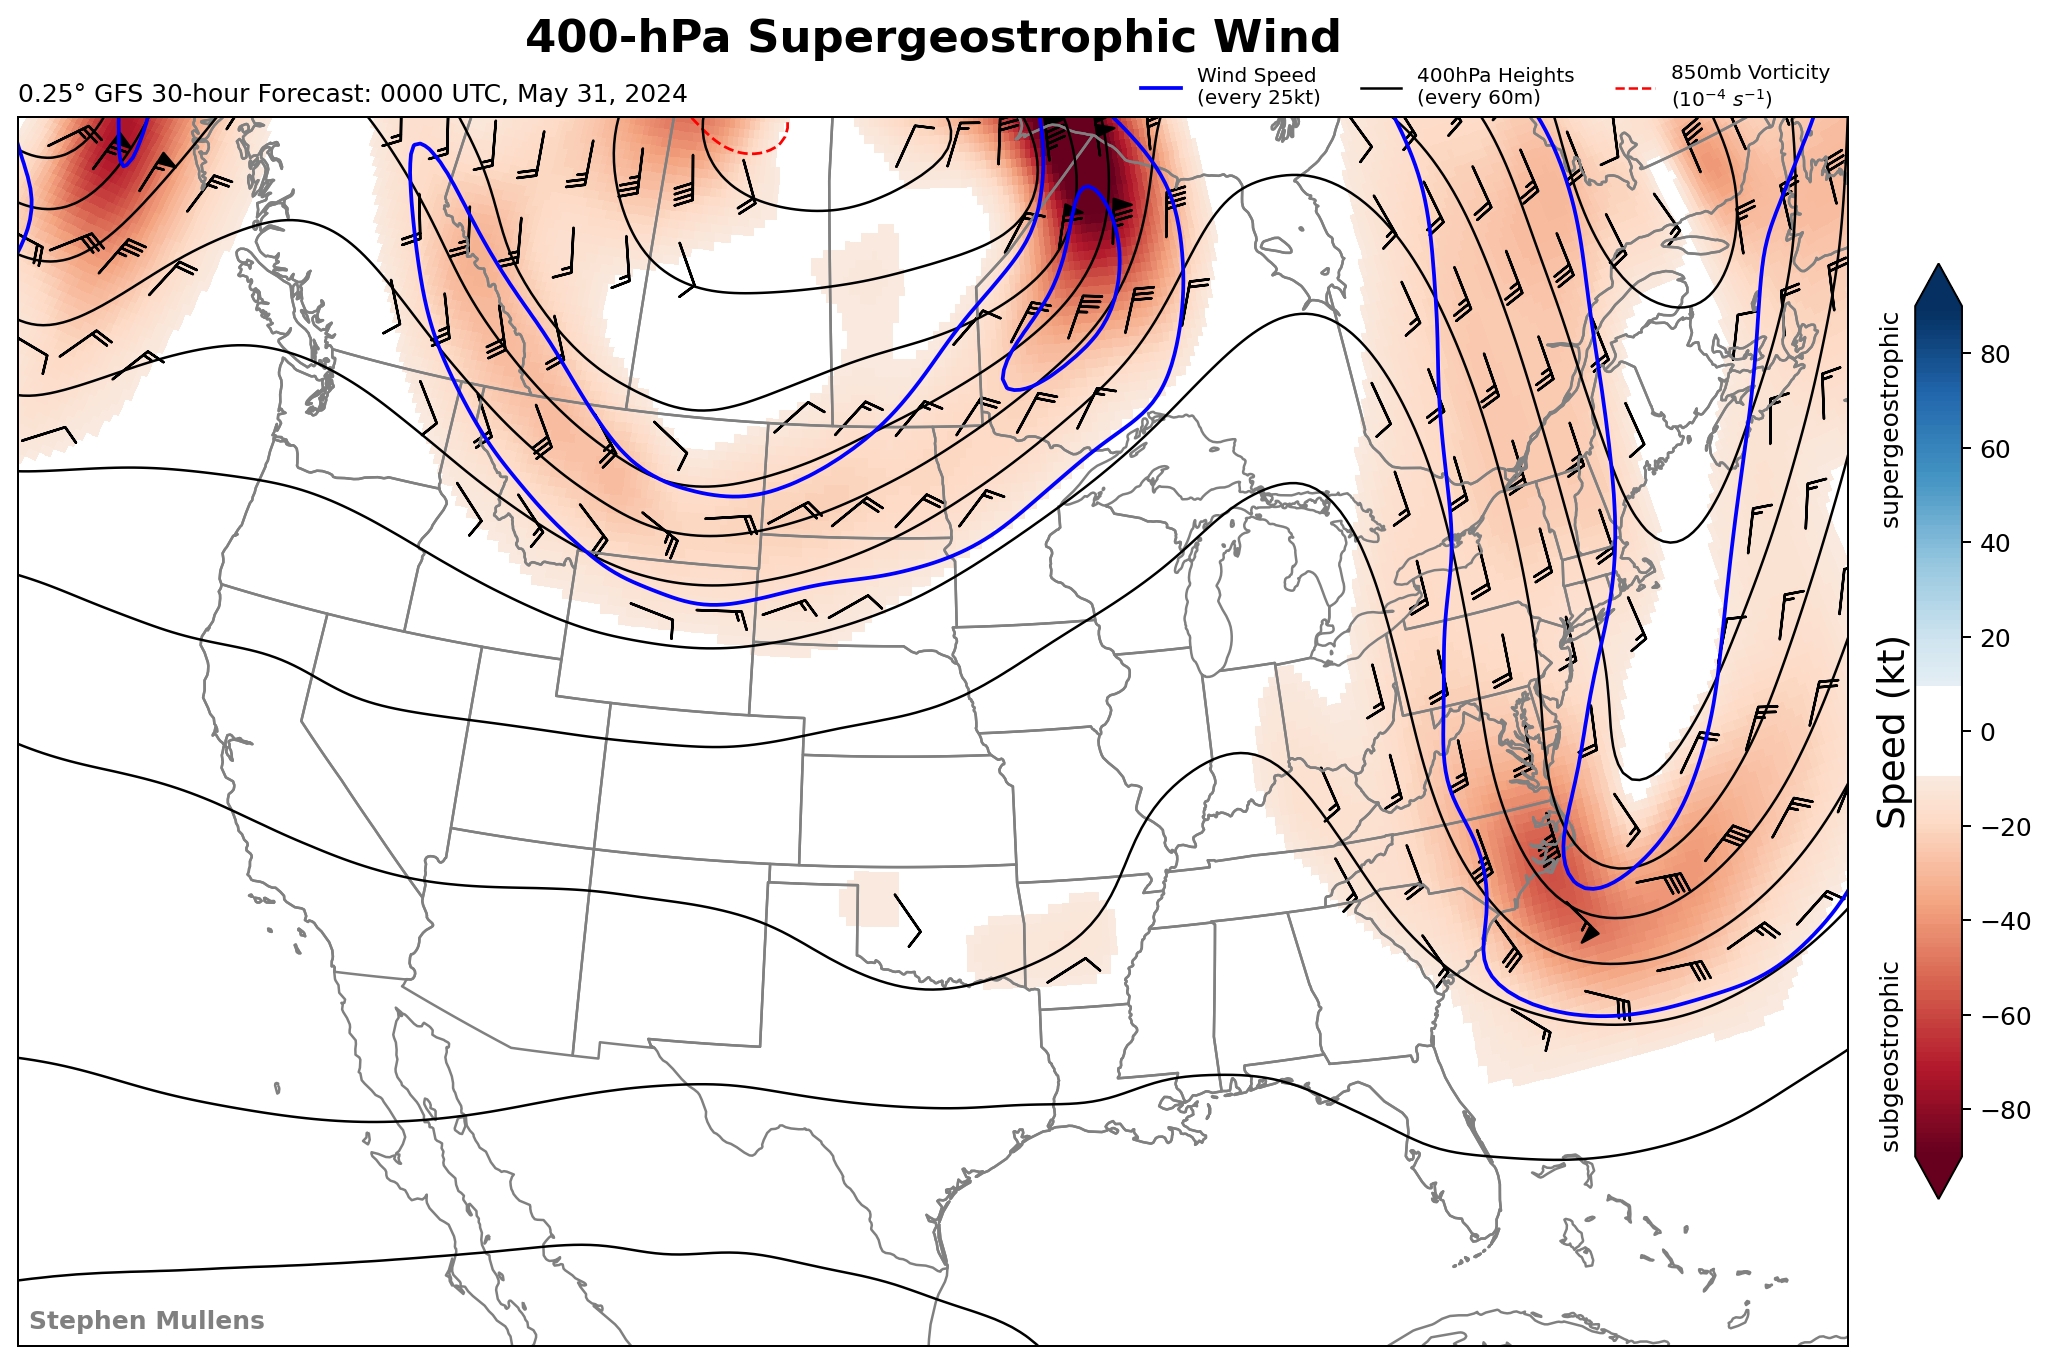 400-hPa Supergeostrophic Wind
0.25° GFS 30-hour Forecast: 0000 UTC, May 31, 2024
Wind Speed
(every 25kt)
400hPa Heights
(every 60m)
850mb Vorticity
(10⁻⁴ s⁻¹)
supergeostrophic
Speed (kt)
subgeostrophic
80
60
40
20
0
−20
−40
−60
−80
Stephen Mullens